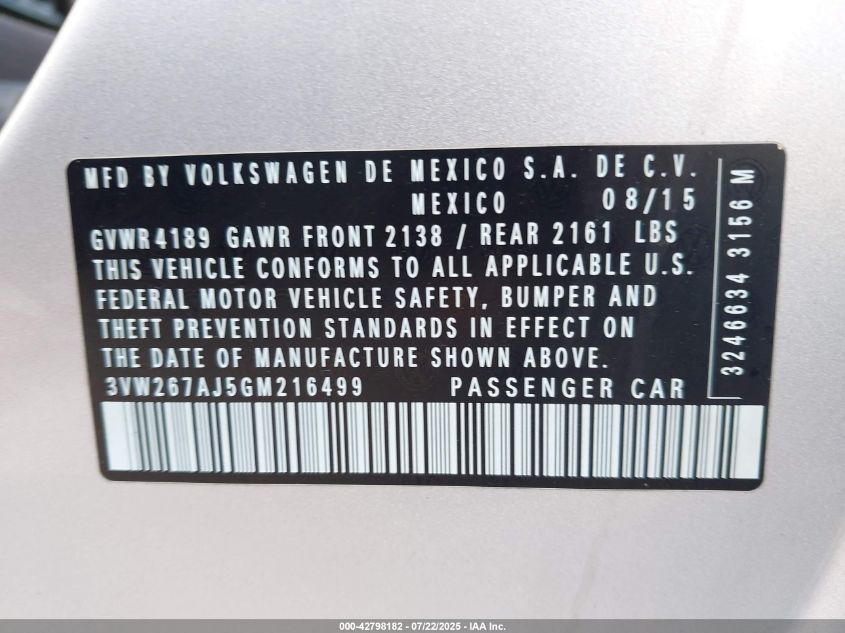 MFD BY VOLKSWAGEN DE MEXICO S.A. DE C.V.
MEXICO 08/15
GVWR 4189 GAWR FRONT 2138 / REAR 2161 LBS
THIS VEHICLE CONFORMS TO ALL APPLICABLE U.S.
FEDERAL MOTOR VEHICLE SAFETY, BUMPER AND
THEFT PREVENTION STANDARDS IN EFFECT ON
THE DATE OF MANUFACTURE SHOWN ABOVE.
3VW267AJ5GM216499 PASSENGER CAR
3246634 3156 M
000-42798182 - 07/22/2025 - IAA Inc.